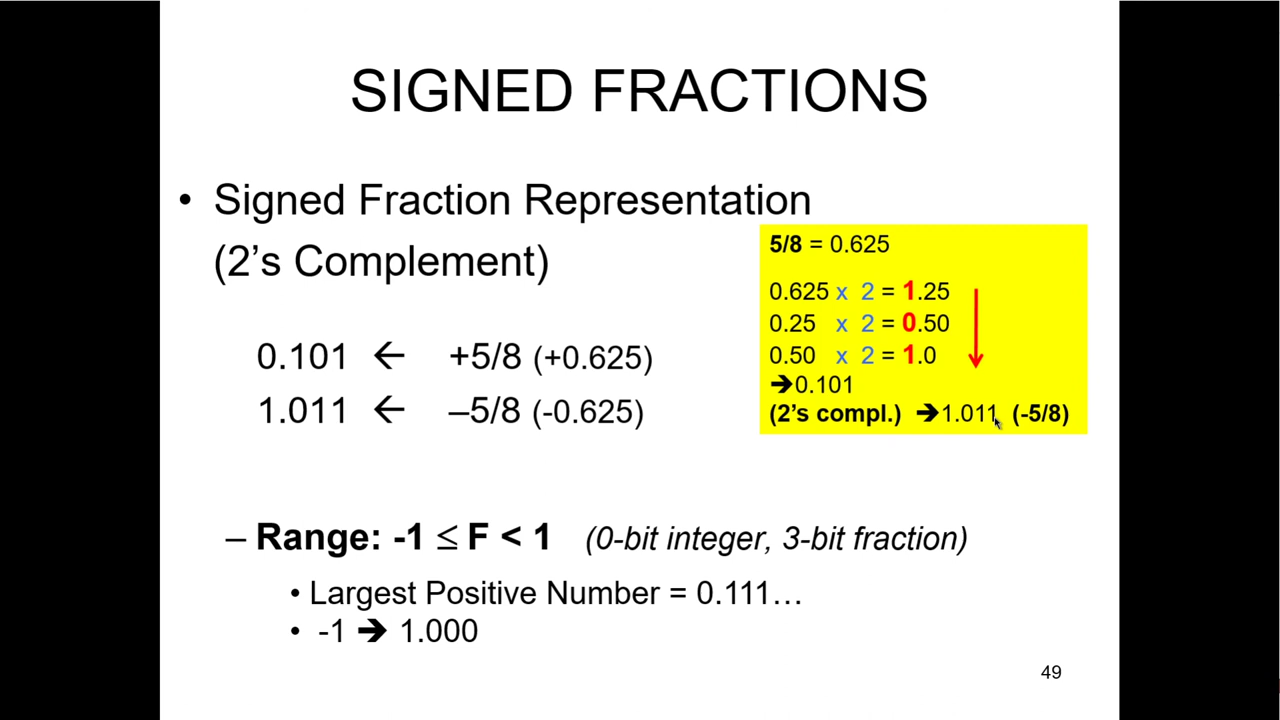 SIGNED FRACTIONS
• Signed Fraction Representation
(2’s Complement)
5/8 = 0.625
0.625 x 2 = 1.25
0.25 x 2 = 0.50
0.50 x 2 = 1.0
➔0.101
(2’s compl.) ➔1.011 (-5/8)
0.101 ← +5/8 (+0.625)
1.011 ← –5/8 (-0.625)
– Range: -1 ≤ F < 1 (0-bit integer, 3-bit fraction)
• Largest Positive Number = 0.111…
• -1 ➔ 1.000
49